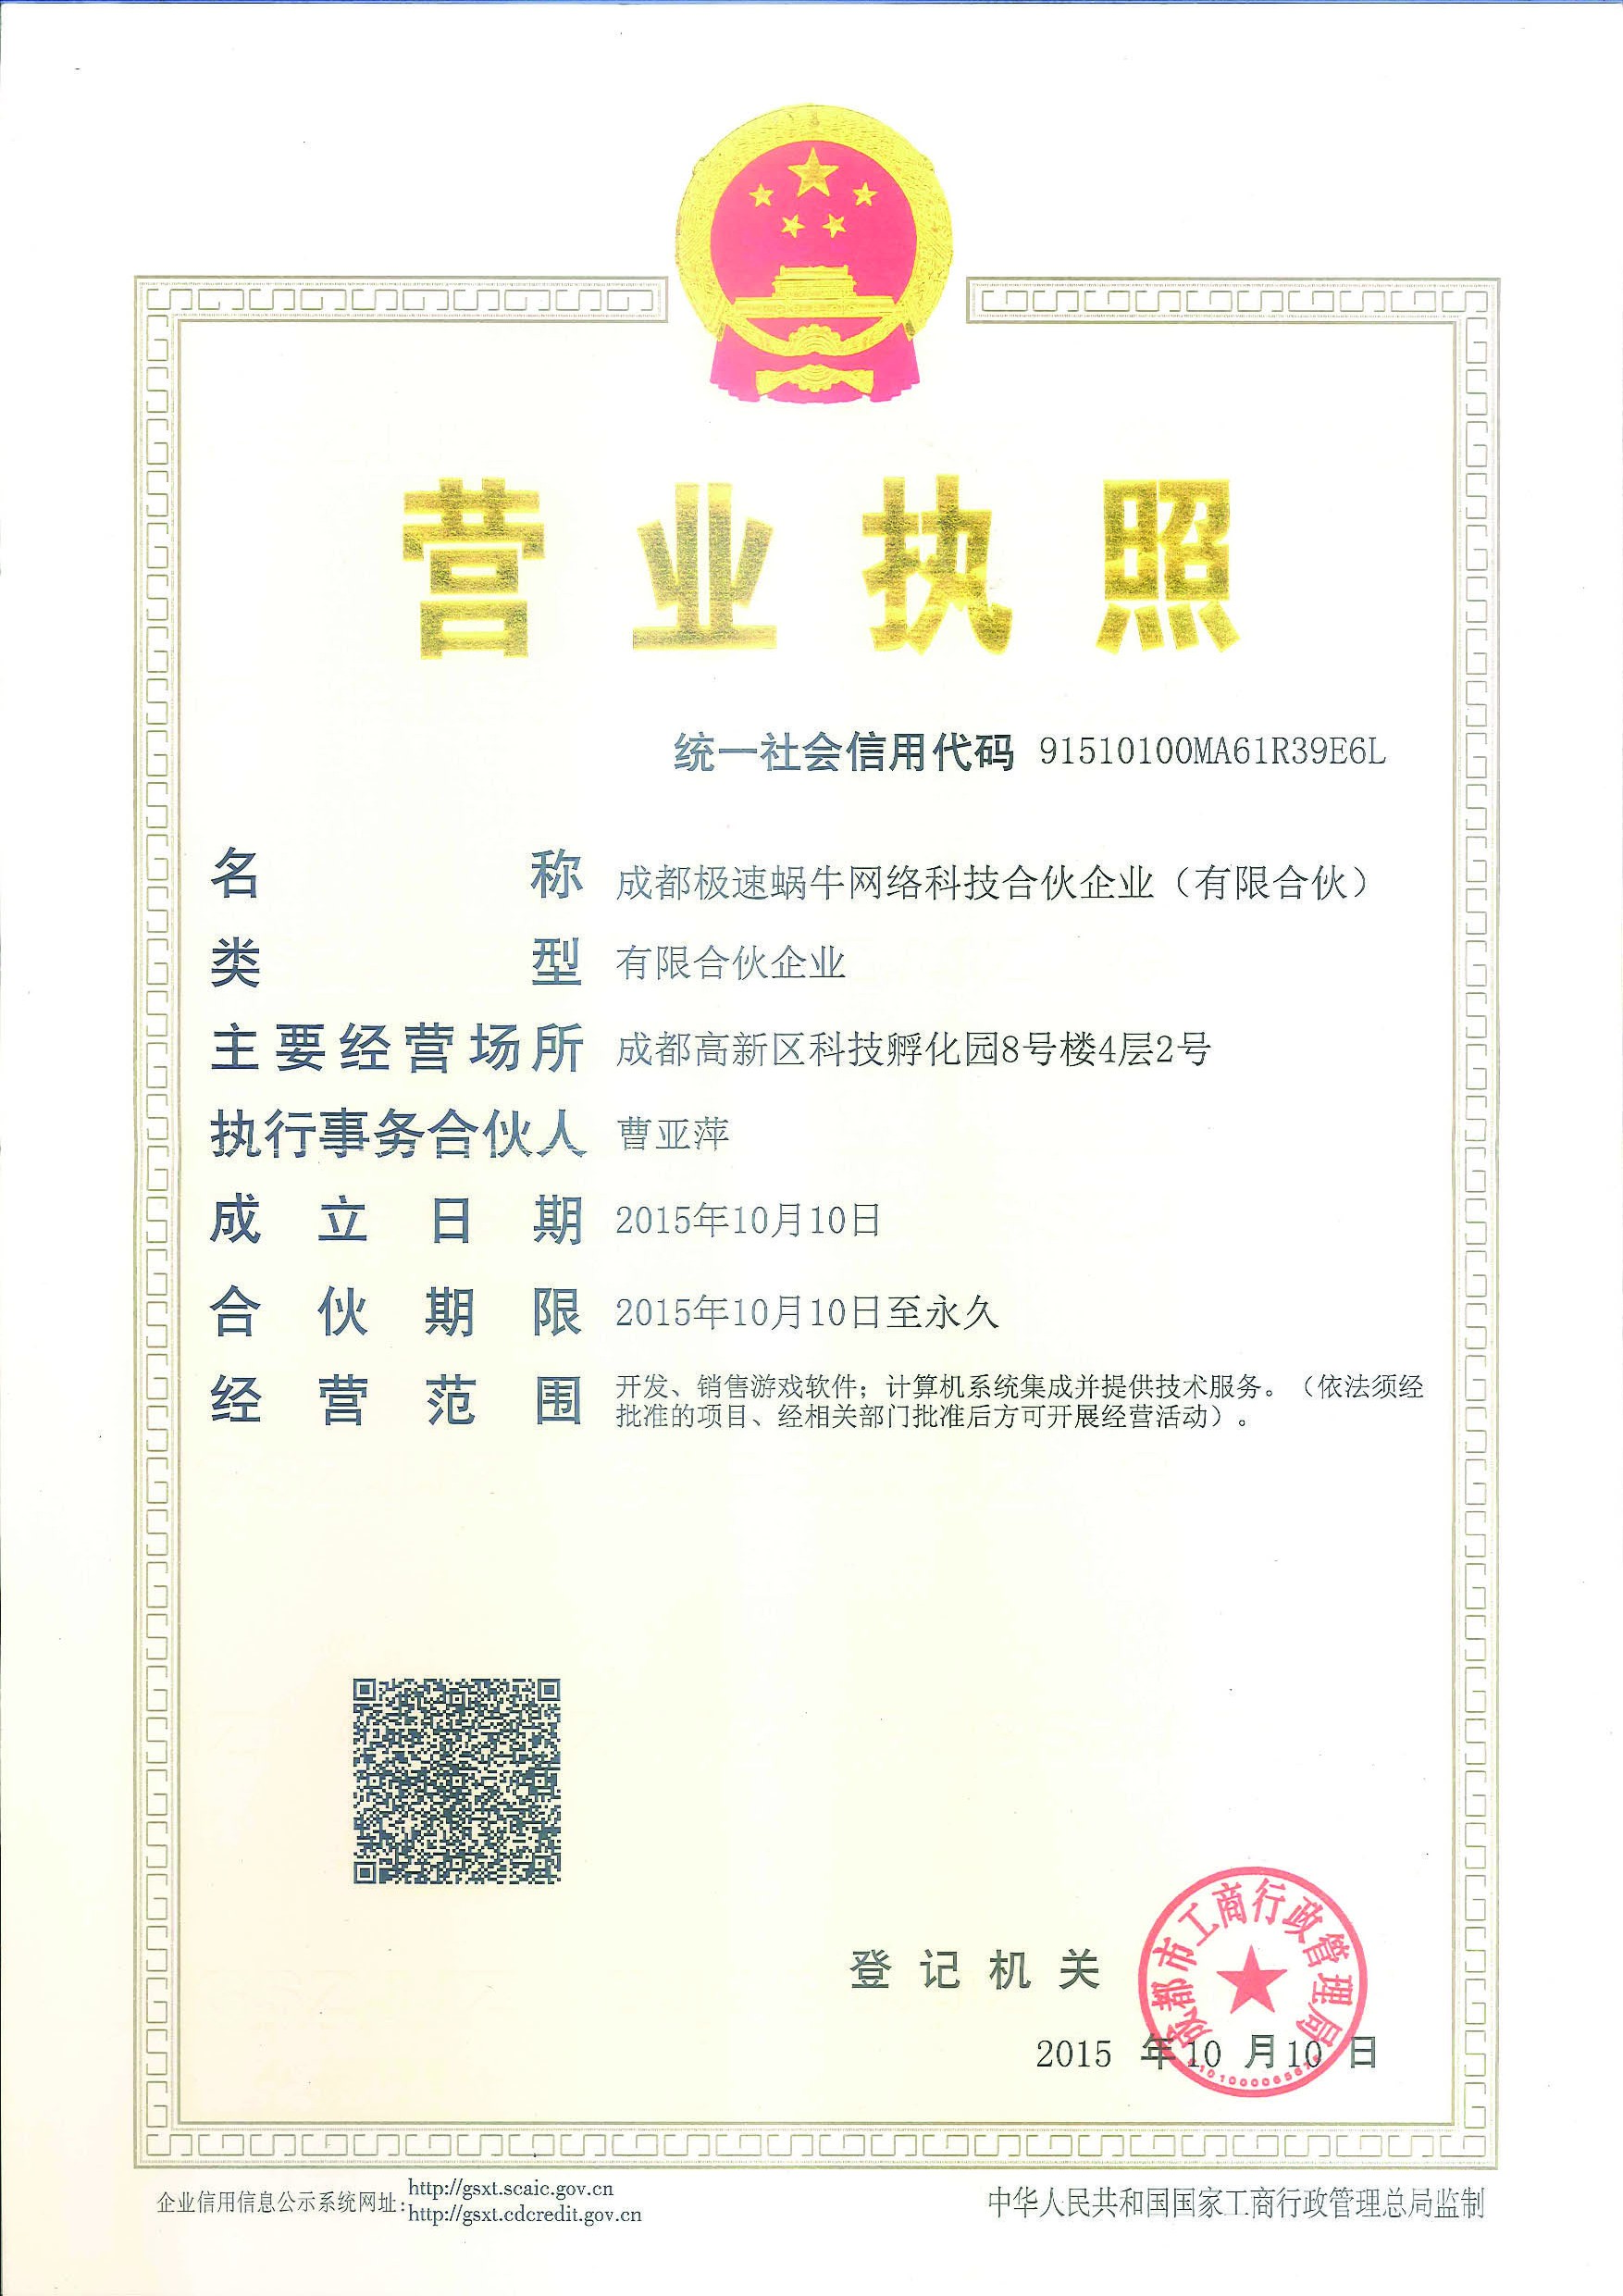 营业执照
统一社会信用代码 91510100MA61R39E6L
名称 成都极速蜗牛网络科技合伙企业（有限合伙）
类型 有限合伙企业
主要经营场所 成都高新区科技孵化园8号楼4层2号
执行事务合伙人 曹亚萍
成立日期 2015年10月10日
合伙期限 2015年10月10日至永久
经营范围 开发、销售游戏软件；计算机系统集成并提供技术服务。（依法须经
批准的项目、经相关部门批准后方可开展经营活动）。
登记机关
成都市工商行政管理局
2015 年10 月10 日
企业信用信息公示系统网址：http://gsxt.scaic.gov.cn
http://gsxt.cdcredit.gov.cn
中华人民共和国国家工商行政管理总局监制